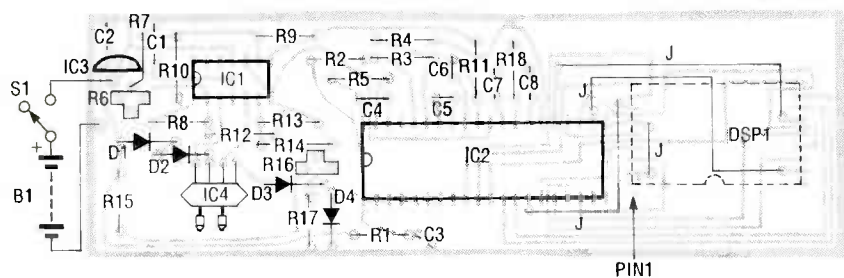 C2
R7
C1
R9
R4
IC3
R10
IC1
R2
R3
C6
R11
R18
J
S1
R5
C7
C8
R6
C4
C5
J
J
R8
R13
D1
D2
R12
R14
IC2
DSP1
R16
J
+
B1
R15
IC4
D3
D4
R17
R1
C3
J
PIN1